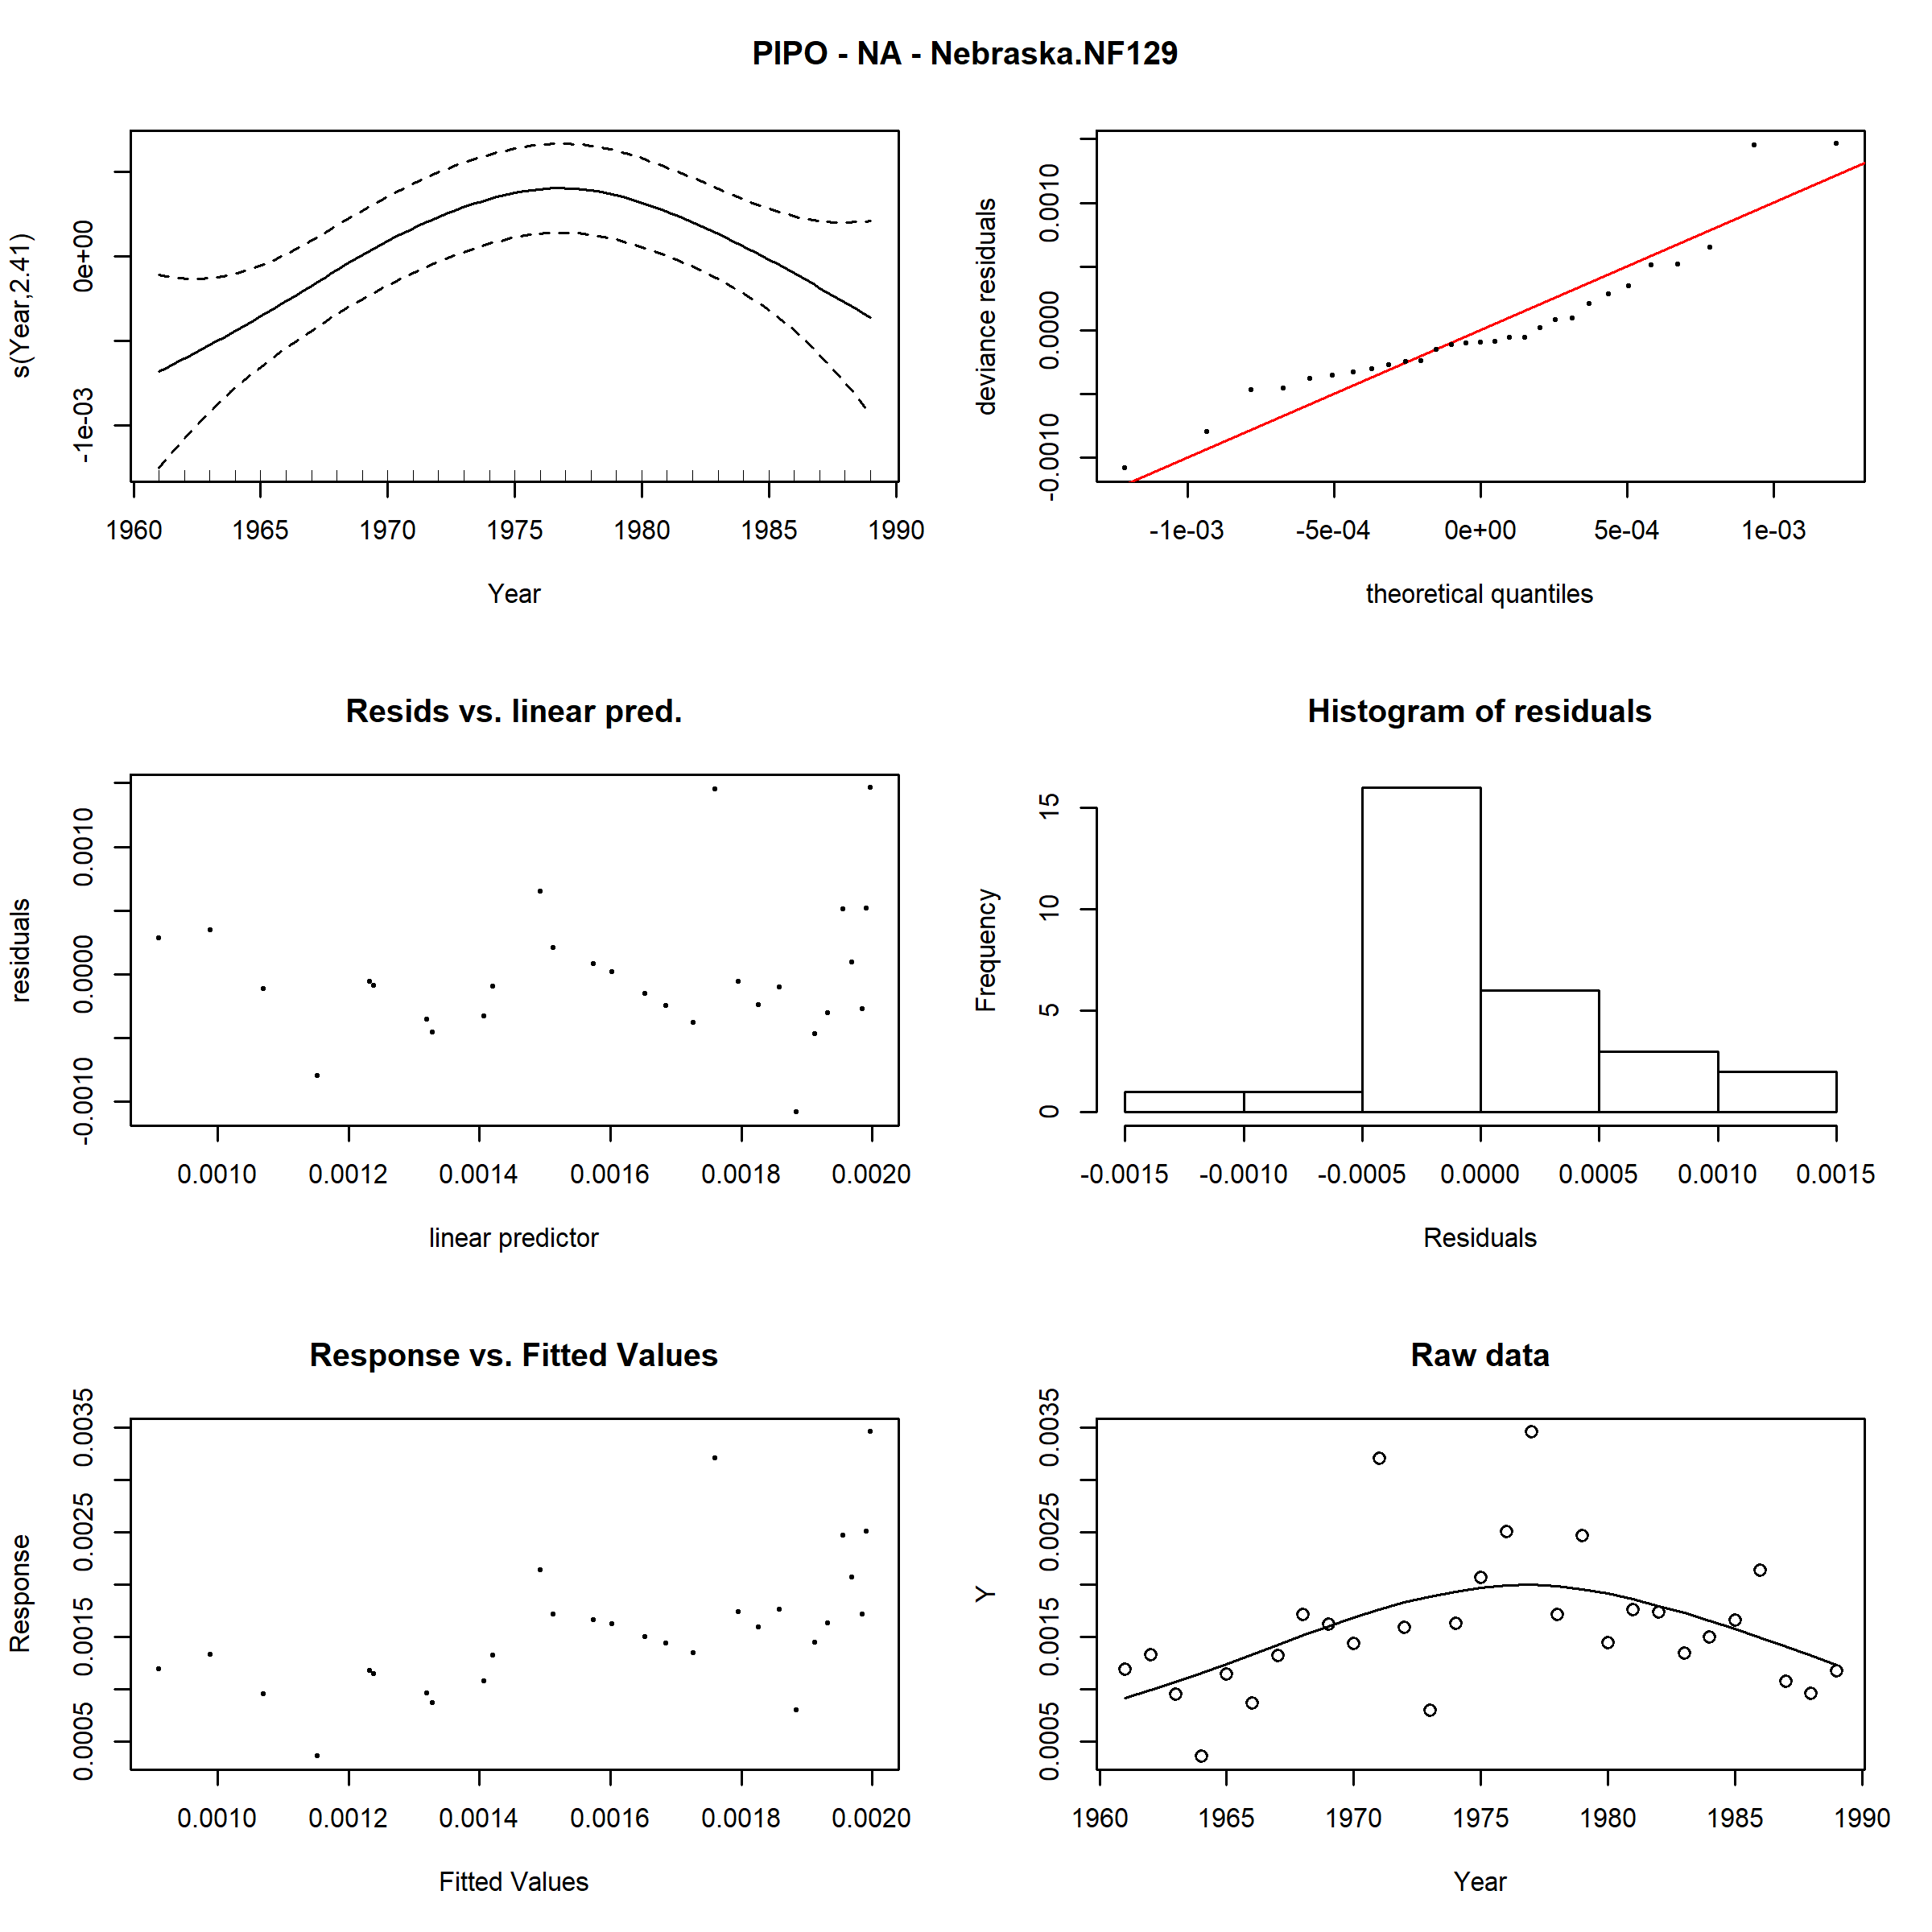 PIPO - NA - Nebraska.NF129
s(Year,2.41)
-1e-03 0e+00
1960 1965 1970 1975 1980 1985 1990
Year
deviance residuals
-0.0010 0.0000 0.0010
-1e-03 -5e-04 0e+00 5e-04 1e-03
theoretical quantiles
Resids vs. linear pred.
residuals
-0.0010 0.0000 0.0010
0.0010 0.0012 0.0014 0.0016 0.0018 0.0020
linear predictor
Histogram of residuals
Frequency
0 5 10 15
-0.0015 -0.0010 -0.0005 0.0000 0.0005 0.0010 0.0015
Residuals
Response vs. Fitted Values
Response
0.0005 0.0015 0.0025 0.0035
0.0010 0.0012 0.0014 0.0016 0.0018 0.0020
Fitted Values
Raw data
Y
0.0005 0.0015 0.0025 0.0035
1960 1965 1970 1975 1980 1985 1990
Year